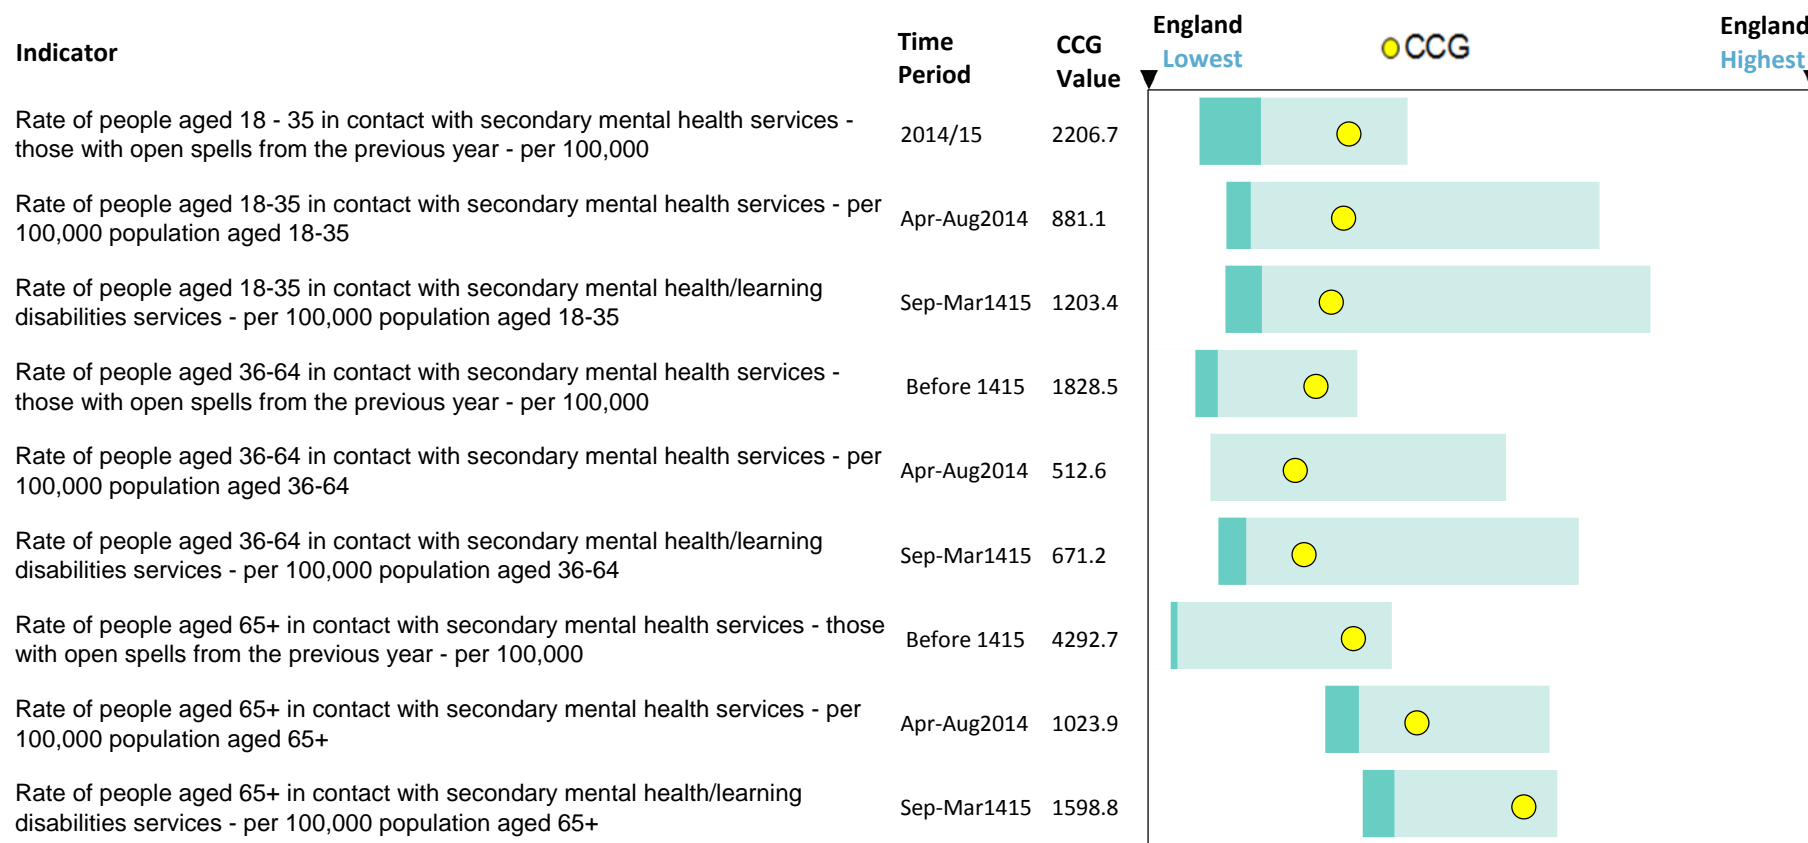 Indicator
Time Period
CCG Value
England Lowest
CCG
England Highest
Rate of people aged 18 - 35 in contact with secondary mental health services -
those with open spells from the previous year - per 100,000
2014/15
2206.7
Rate of people aged 18-35 in contact with secondary mental health services - per
100,000 population aged 18-35
Apr-Aug2014
881.1
Rate of people aged 18-35 in contact with secondary mental health/learning
disabilities services - per 100,000 population aged 18-35
Sep-Mar1415
1203.4
Rate of people aged 36-64 in contact with secondary mental health services -
those with open spells from the previous year - per 100,000
Before 1415
1828.5
Rate of people aged 36-64 in contact with secondary mental health services - per
100,000 population aged 36-64
Apr-Aug2014
512.6
Rate of people aged 36-64 in contact with secondary mental health/learning
disabilities services - per 100,000 population aged 36-64
Sep-Mar1415
671.2
Rate of people aged 65+ in contact with secondary mental health services - those
with open spells from the previous year - per 100,000
Before 1415
4292.7
Rate of people aged 65+ in contact with secondary mental health services - per
100,000 population aged 65+
Apr-Aug2014
1023.9
Rate of people aged 65+ in contact with secondary mental health/learning
disabilities services - per 100,000 population aged 65+
Sep-Mar1415
1598.8